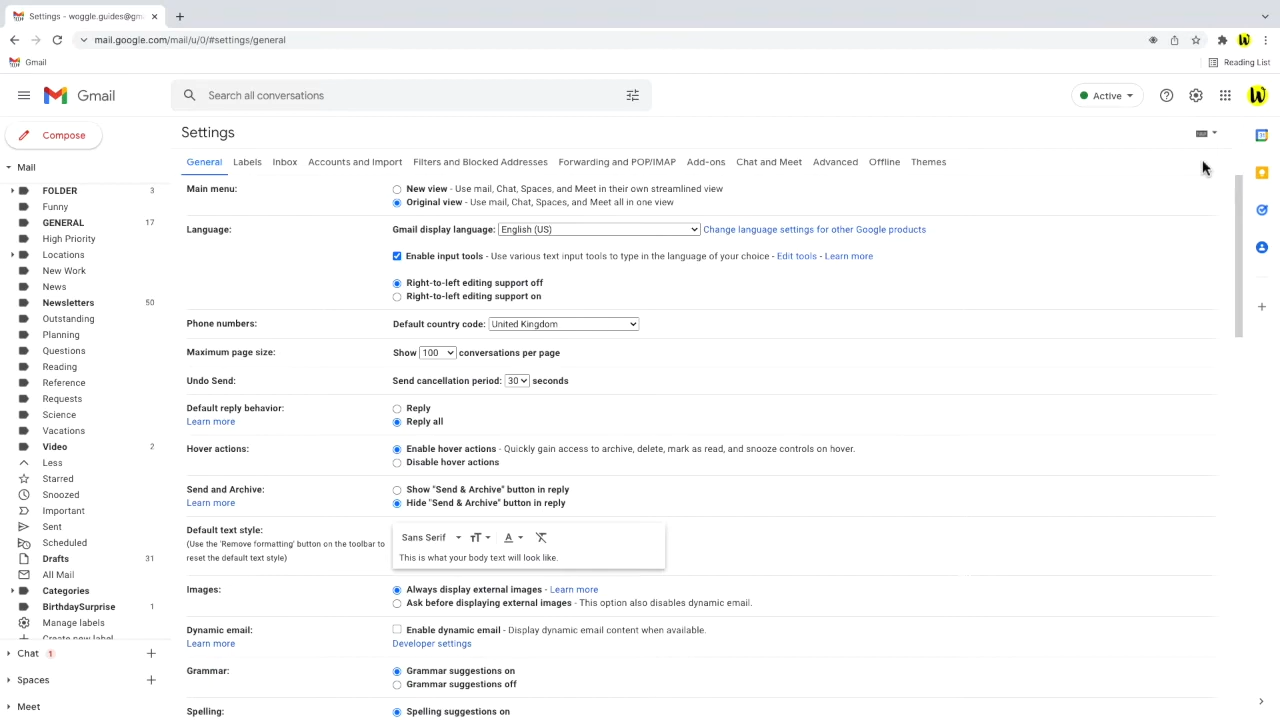 Settings - woggle.guides@gm
mail.google.com/mail/u/0/#settings/general
Gmail
Reading List
Gmail
Search all conversations
Active
Compose
Mail
FOLDER 3
Funny
GENERAL 17
High Priority
Locations
New Work
News
Newsletters 50
Outstanding
Planning
Questions
Reading
Reference
Requests
Science
Vacations
Video 2
Less
Starred
Snoozed
Important
Sent
Scheduled
Drafts 31
All Mail
Categories
BirthdaySurprise 1
Manage labels
Create new label
Chat 1
Spaces
Meet
Settings
General Labels Inbox Accounts and Import Filters and Blocked Addresses Forwarding and POP/IMAP Add-ons Chat and Meet Advanced Offline Themes
Main menu: New view - Use mail, Chat, Spaces, and Meet in their own streamlined view
Original view - Use mail, Chat, Spaces, and Meet all in one view
Language: Gmail display language: English (US) Change language settings for other Google products
Enable input tools - Use various text input tools to type in the language of your choice - Edit tools - Learn more
Right-to-left editing support off
Right-to-left editing support on
Phone numbers: Default country code: United Kingdom
Maximum page size: Show 100 conversations per page
Undo Send: Send cancellation period: 30 seconds
Default reply behavior: Reply
Learn more Reply all
Hover actions: Enable hover actions - Quickly gain access to archive, delete, mark as read, and snooze controls on hover.
Disable hover actions
Send and Archive: Show "Send & Archive" button in reply
Learn more Hide "Send & Archive" button in reply
Default text style:
(Use the 'Remove formatting' button on the toolbar to
reset the default text style)
Sans Serif
This is what your body text will look like.
Images: Always display external images - Learn more
Ask before displaying external images - This option also disables dynamic email.
Dynamic email: Enable dynamic email - Display dynamic email content when available.
Learn more Developer settings
Grammar: Grammar suggestions on
Grammar suggestions off
Spelling: Spelling suggestions on